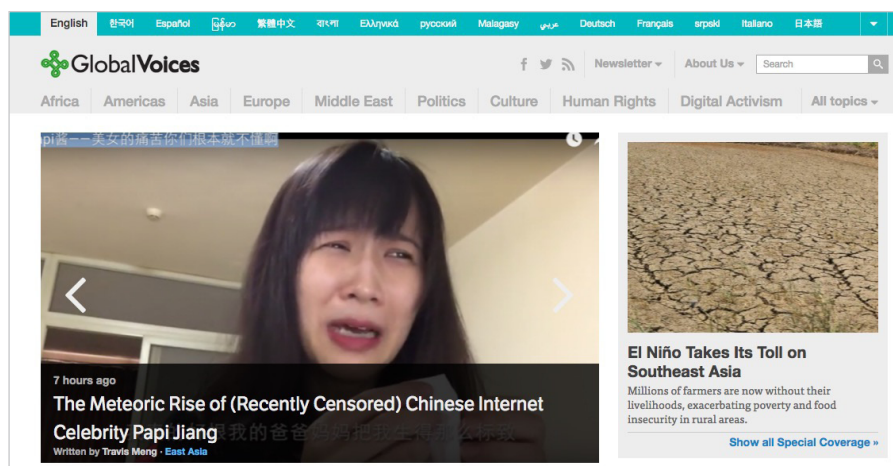 English 한국어 Español မြန်မာ 繁體中文 বাংলা Ελληνικά русский Malagasy عربي Deutsch Français srpski Italiano 日本語
GlobalVoices
Newsletter About Us Search
Africa Americas Asia Europe Middle East Politics Culture Human Rights Digital Activism All topics
美女的痛苦你们根本就不懂啊
7 hours ago
The Meteoric Rise of (Recently Censored) Chinese Internet
Celebrity Papi Jiang
Written by Travis Meng · East Asia
El Niño Takes Its Toll on
Southeast Asia
Millions of farmers are now without their
livelihoods, exacerbating poverty and food
insecurity in rural areas.
Show all Special Coverage »